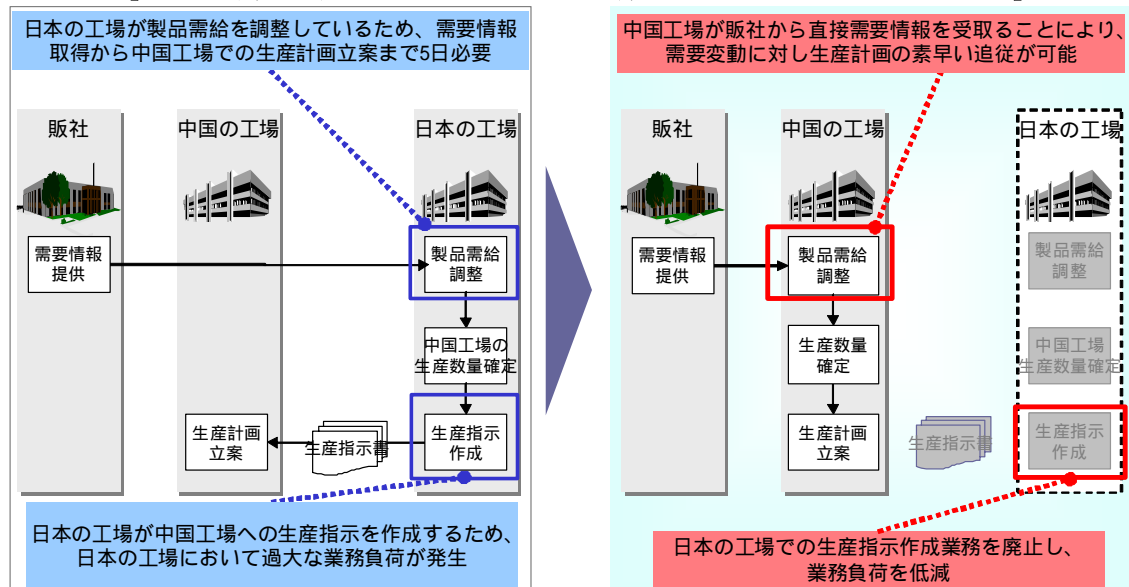 日本の工場が製品需給を調整しているため、需要情報
取得から中国工場での生産計画立案まで5日必要
販社
中国の工場
日本の工場
需要情報
提供
製品需給
調整
中国工場の
生産数量確定
生産計画
立案
生産指示書
生産指示
作成
日本の工場が中国工場への生産指示を作成するため、
日本の工場において過大な業務負荷が発生
中国工場が販社から直接需要情報を受取ることにより、
需要変動に対し生産計画の素早い追従が可能
販社
中国の工場
日本の工場
需要情報
提供
製品需給
調整
製品需給
調整
生産数量
確定
中国工場
生産数量確定
生産計画
立案
生産指示書
生産指示
作成
日本の工場での生産指示作成業務を廃止し、
業務負荷を低減